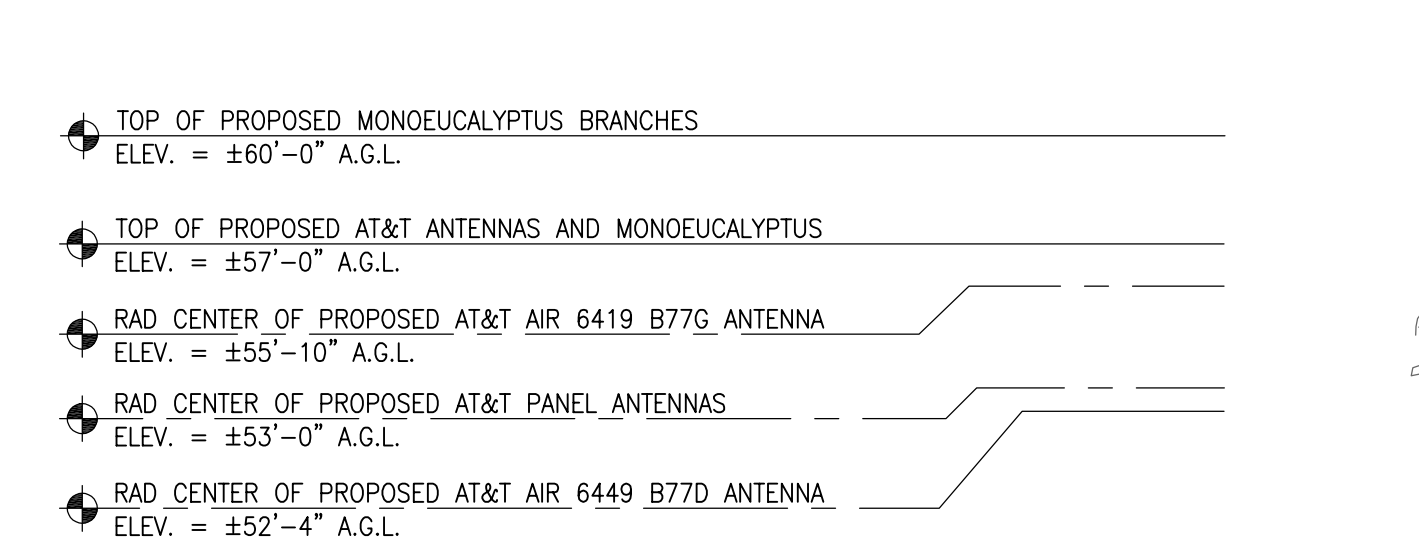 TOP OF PROPOSED MONOEUCALYPTUS BRANCHES
ELEV. = ±60'–0" A.G.L.
TOP OF PROPOSED AT&T ANTENNAS AND MONOEUCALYPTUS
ELEV. = ±57'–0" A.G.L.
RAD CENTER OF PROPOSED AT&T AIR 6419 B77G ANTENNA
ELEV. = ±55'–10" A.G.L.
RAD CENTER OF PROPOSED AT&T PANEL ANTENNAS
ELEV. = ±53'–0" A.G.L.
RAD CENTER OF PROPOSED AT&T AIR 6449 B77D ANTENNA
ELEV. = ±52'–4" A.G.L.